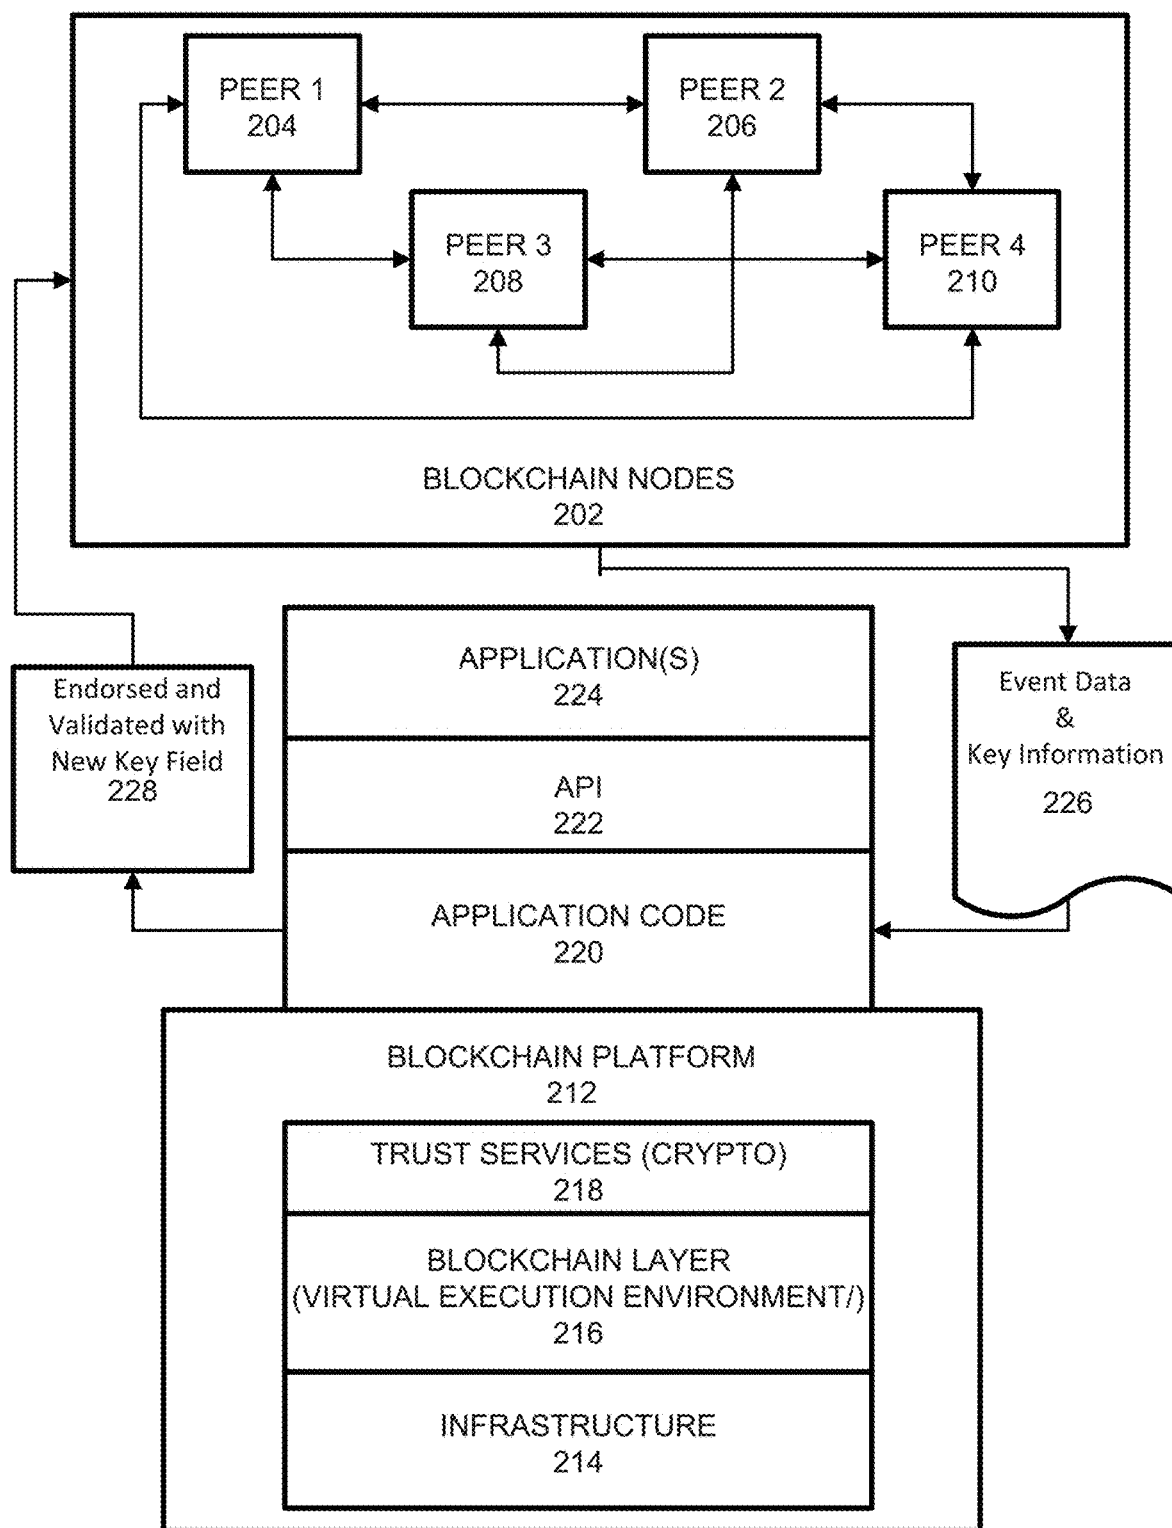 PEER 1
204
PEER 2
206
PEER 3
208
PEER 4
210
BLOCKCHAIN NODES
202
APPLICATION(S)
224
API
222
APPLICATION CODE
220
Endorsed and
Validated with
New Key Field
228
Event Data
&
Key Information
226
BLOCKCHAIN PLATFORM
212
TRUST SERVICES (CRYPTO)
218
BLOCKCHAIN LAYER
(VIRTUAL EXECUTION ENVIRONMENT/)
216
INFRASTRUCTURE
214